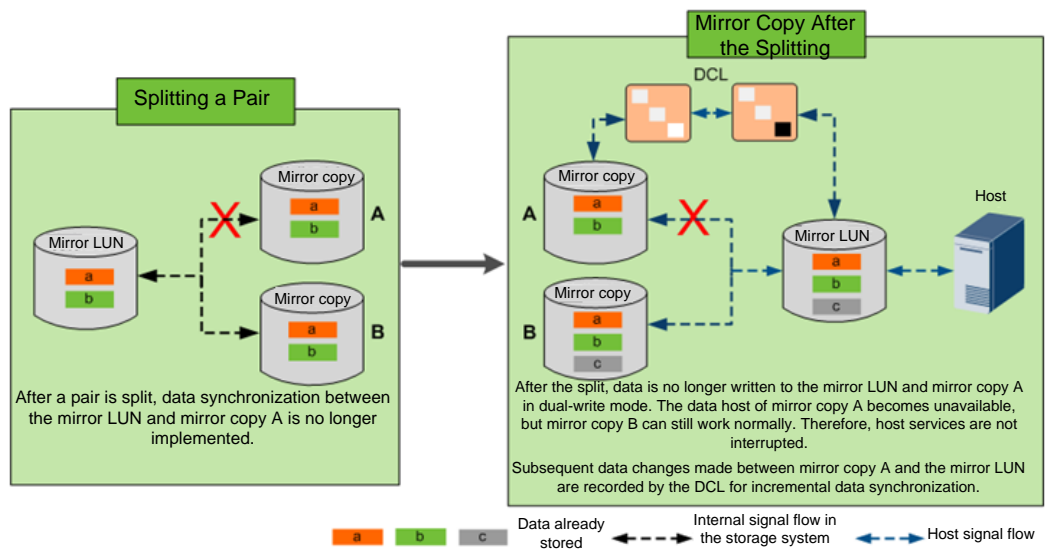 Splitting a Pair
Mirror LUN
a
b
Mirror copy
a
b
A
Mirror copy
a
b
B
After a pair is split, data synchronization between
the mirror LUN and mirror copy A is no longer
implemented.
Mirror Copy After
the Splitting
DCL
Mirror copy
A
a
b
Mirror copy
B
a
b
c
Mirror LUN
a
b
c
Host
After the split, data is no longer written to the mirror LUN and mirror copy A
in dual-write mode. The data host of mirror copy A becomes unavailable,
but mirror copy B can still work normally. Therefore, host services are not
interrupted.
Subsequent data changes made between mirror copy A and the mirror LUN
are recorded by the DCL for incremental data synchronization.
a
b
c
Data already
stored
Internal signal flow in
the storage system
Host signal flow